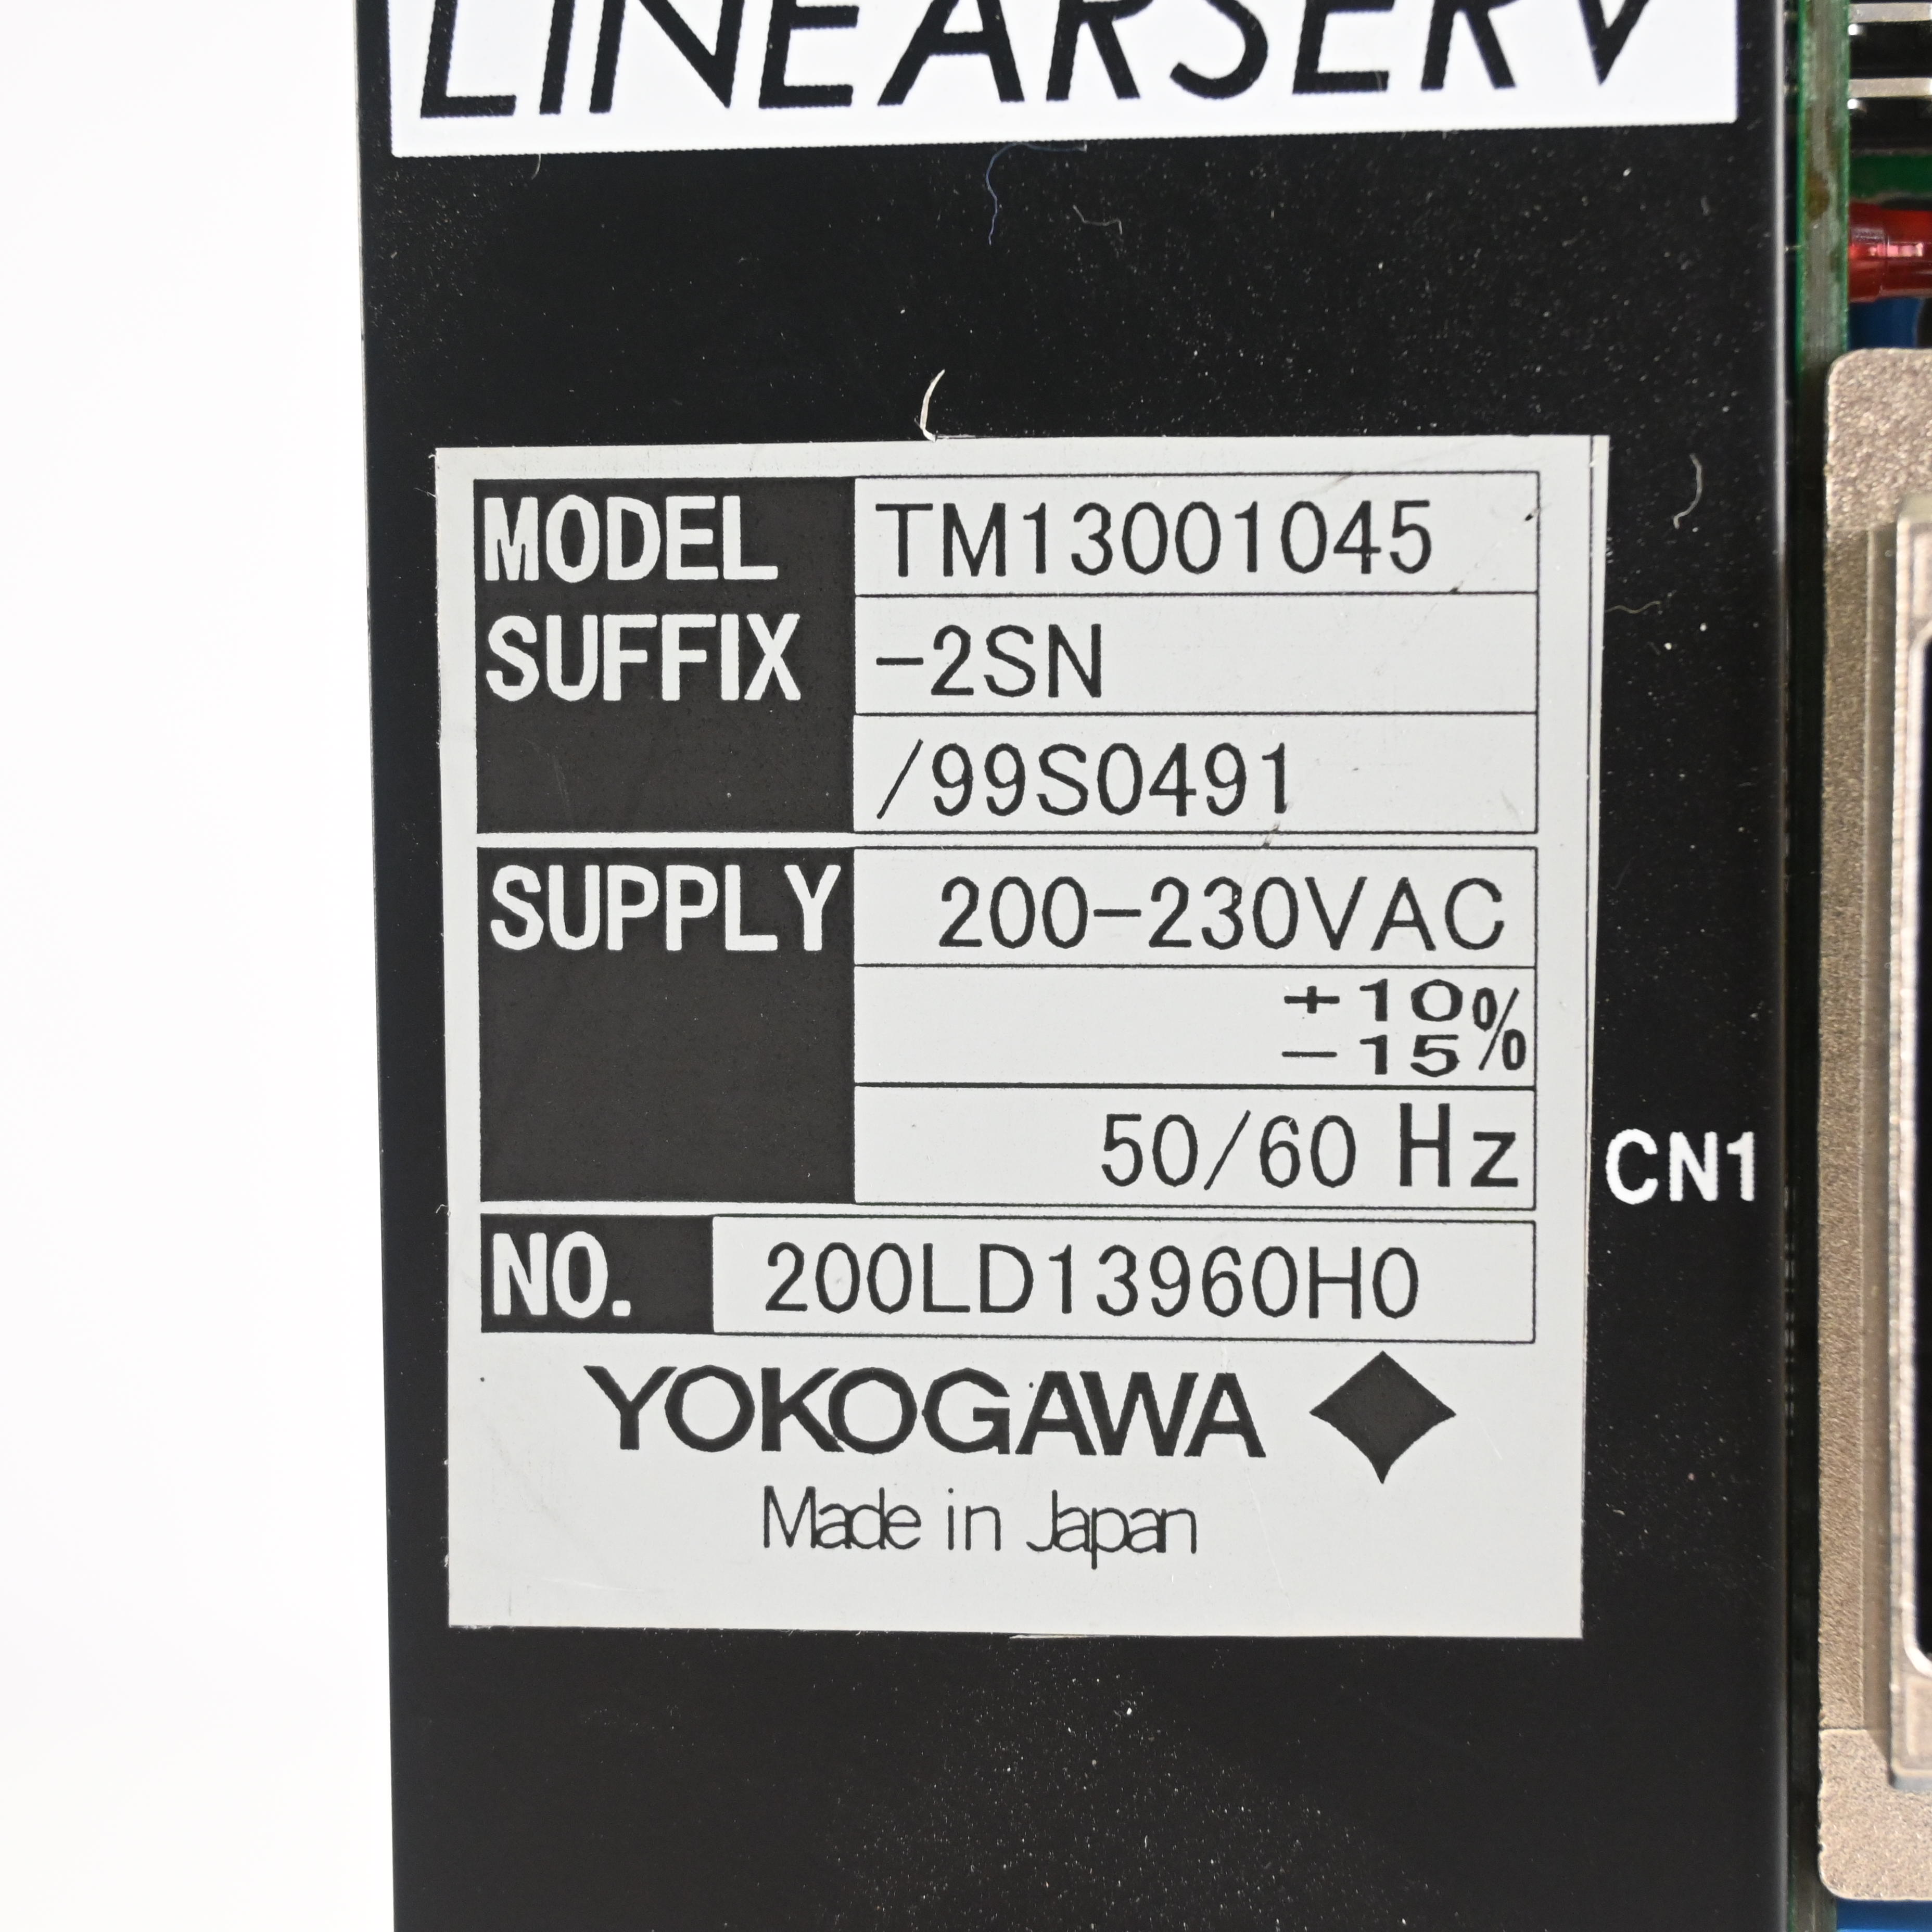 LINEARSERV
MODEL TM13001045
SUFFIX -2SN
/99S0491
SUPPLY 200-230VAC
+10%
-15%
50/60 Hz
CN1
NO. 200LD13960H0
YOKOGAWA
Made in Japan